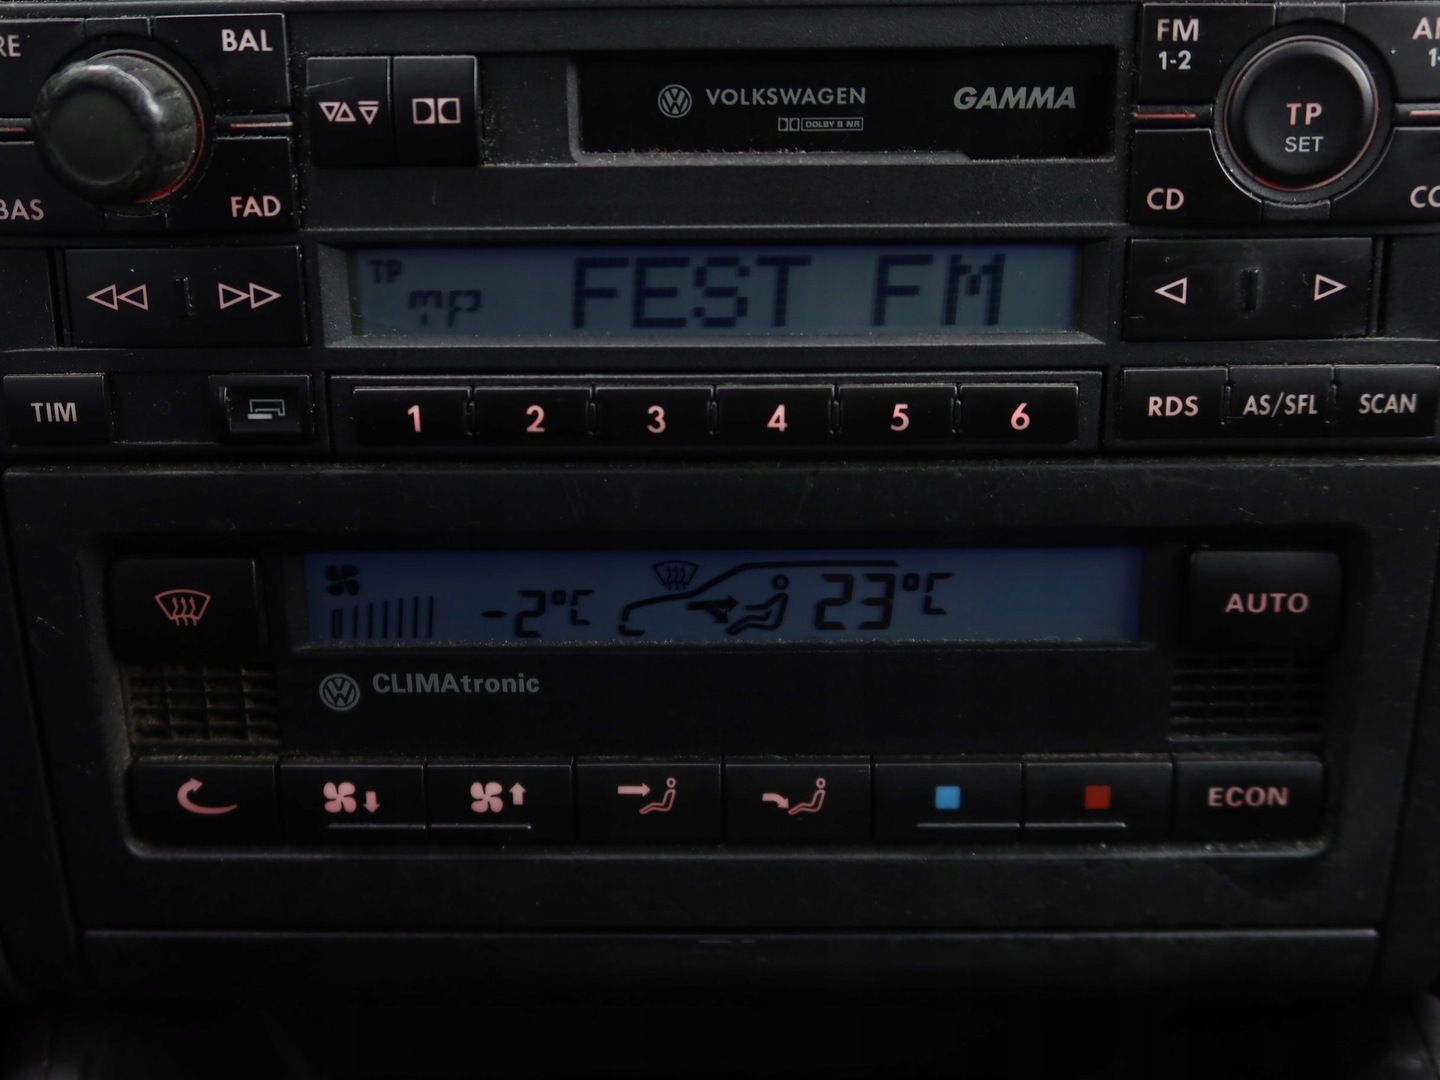 BAL
FM
1-2
VOLKSWAGEN
GAMMA
DOLBY B NR
TP
SET
BAS
FAD
CD
TP
mp
FEST FM
TIM
1
2
3
4
5
6
RDS
AS/SFL
SCAN
-2°C
23°C
AUTO
CLIMAtronic
ECON